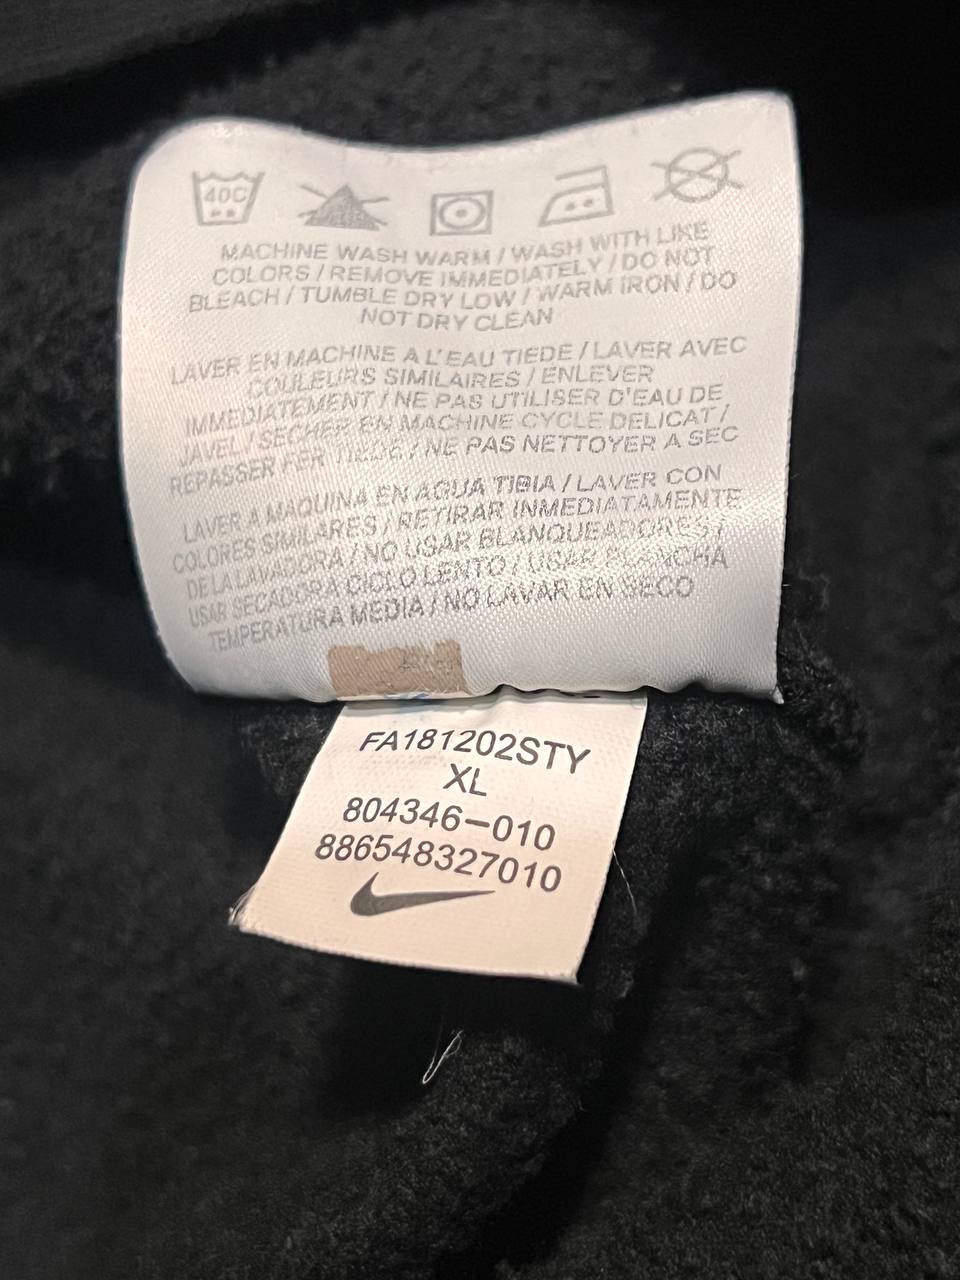 40C
MACHINE WASH WARM / WASH WITH LIKE
COLORS / REMOVE IMMEDIATELY / DO NOT
BLEACH / TUMBLE DRY LOW / WARM IRON / DO
NOT DRY CLEAN
LAVER EN MACHINE A L'EAU TIEDE / LAVER AVEC
COULEURS SIMILAIRES / ENLEVER
IMMEDIATEMENT / NE PAS UTILISER D'EAU DE
JAVEL / SECHER EN MACHINE CYCLE DELICAT /
REPASSER FER TIEDE / NE PAS NETTOYER A SEC
LAVER A MAQUINA EN AGUA TIBIA / LAVER CON
COLORES SIMILARES / RETIRAR INMEDIATAMENTE
DE LA LAVADORA / NO USAR BLANQUEADORES /
USAR SECADORA CICLO LENTO / USAR PLANCHA
TEMPERATURA MEDIA / NO LAVAR EN SECO
FA181202STY
XL
804346-010
886548327010